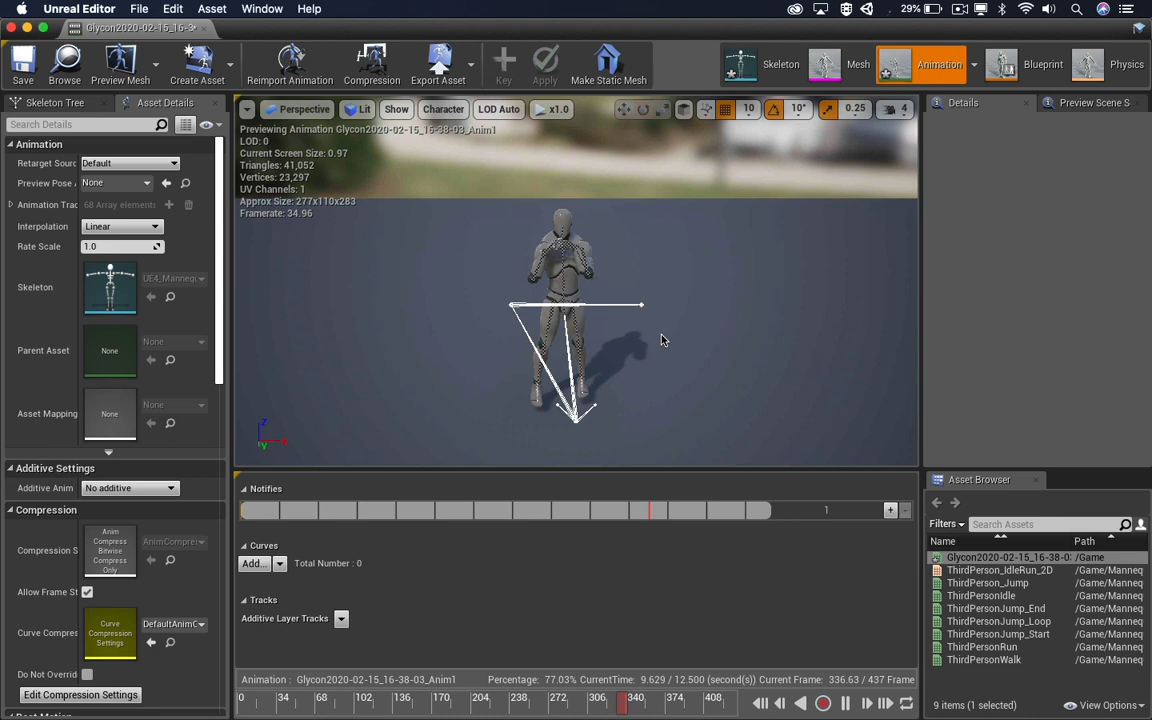 Unreal Editor File Edit Asset Window Help 29%
Glycon2020-02-15_16-3
Save Browse Preview Mesh Create Asset Reimport Animation Compression Export Asset Key Apply Make Static Mesh Skeleton Mesh Animation Blueprint Physics
Skeleton Tree Asset Details Details Preview Scene S
Search Details
Perspective Lit Show Character LOD Auto x1.0 10 10° 0.25 4
Previewing Animation Glycon2020-02-15_16-38-03_Anim1
LOD: 0
Current Screen Size: 0.97
Triangles: 41,052
Vertices: 23,297
UV Channels: 1
Approx Size: 277x110x283
Framerate: 34.96
Animation
Retarget Sourc Default
Preview Pose None
Animation Trac 68 Array elements
Interpolation Linear
Rate Scale 1.0
Skeleton UE4_Mannequ
Parent Asset None None
Asset Mapping None None
Additive Settings
Additive Anim No additive
Compression
Compression S Anim Compress Bitwise Compress Only AnimCompres
Allow Frame St
Curve Compres Curve Compression Settings DefaultAnimC
Do Not Overrid
Edit Compression Settings
Z
X
Y
Notifies
1
Curves
Add... Total Number : 0
Tracks
Additive Layer Tracks
Animation : Glycon2020-02-15_16-38-03_Anim1 Percentage: 77.03% CurrentTime: 9.629 / 12.500 (second(s)) Current Frame: 336.63 / 437 Frame
0 34 68 102 136 170 204 238 272 306 340 374 408
Asset Browser
Filters Search Assets
Name Path
Glycon2020-02-15_16-38-0 /Game
ThirdPerson_IdleRun_2D /Game/Manneq
ThirdPerson_Jump /Game/Manneq
ThirdPersonIdle /Game/Manneq
ThirdPersonJump_End /Game/Manneq
ThirdPersonJump_Loop /Game/Manneq
ThirdPersonJump_Start /Game/Manneq
ThirdPersonRun /Game/Manneq
ThirdPersonWalk /Game/Manneq
9 items (1 selected) View Options